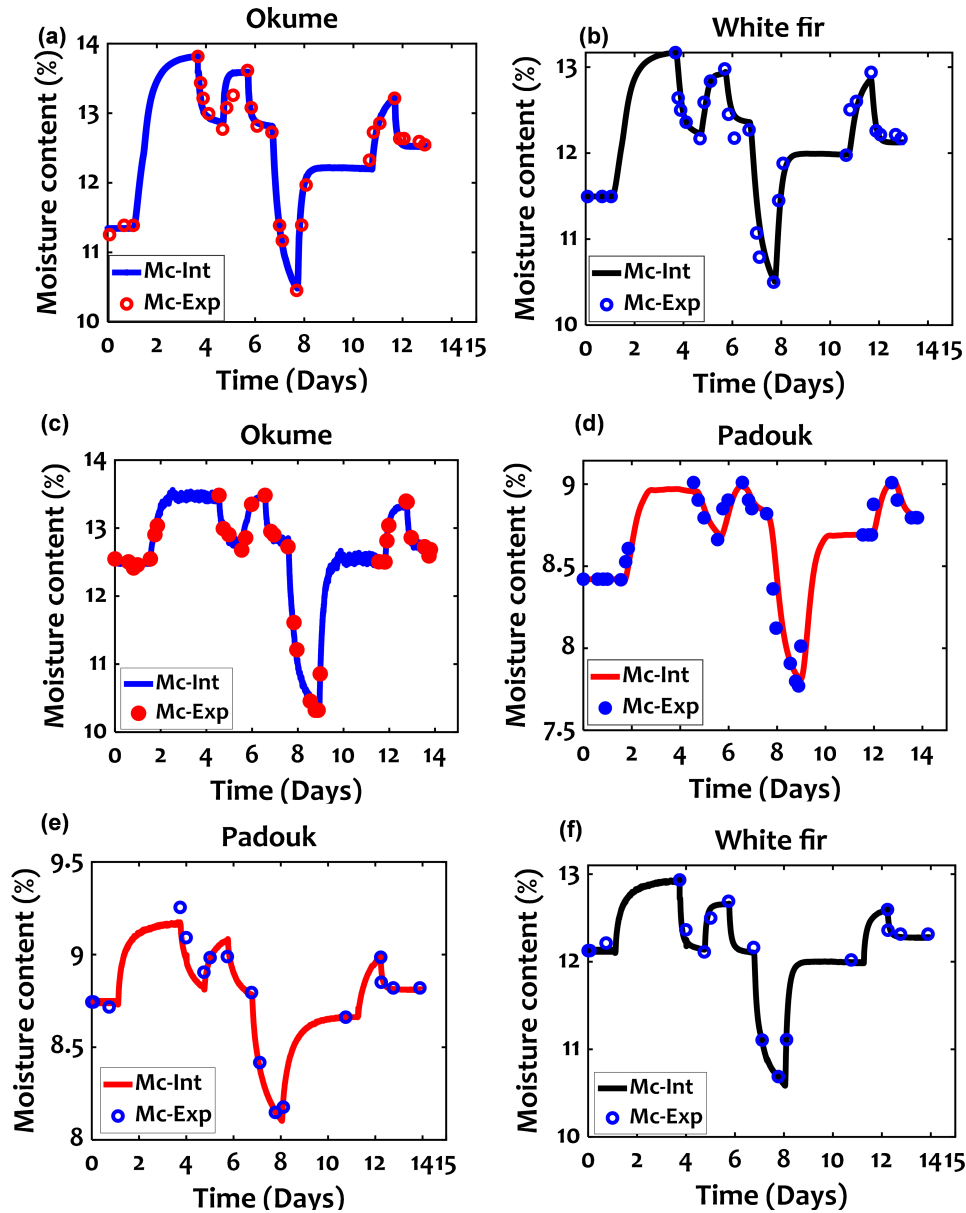 (a)
Okume
Moisture content (%)
14
13
12
11
10
Mc-Int
Mc-Exp
0 2 4 6 8 10 12 1415
Time (Days)
(b)
White fir
Moisture content (%)
13
12
11
10
Mc-Int
Mc-Exp
0 2 4 6 8 10 12 1415
Time (Days)
(c)
Okume
Moisture content (%)
14
13
12
11
10
Mc-Int
Mc-Exp
0 2 4 6 8 10 12 14
Time (Days)
(d)
Padouk
Moisture content (%)
9
8.5
8
7.5
Mc-Int
Mc-Exp
0 2 4 6 8 10 12 14
Time (Days)
(e)
Padouk
Moisture content (%)
9.5
9
8.5
8
Mc-Int
Mc-Exp
0 2 4 6 8 10 12 1415
Time (Days)
(f)
White fir
Moisture content (%)
13
12
11
10
Mc-Int
Mc-Exp
0 2 4 6 8 10 12 14 15
Time (Days)